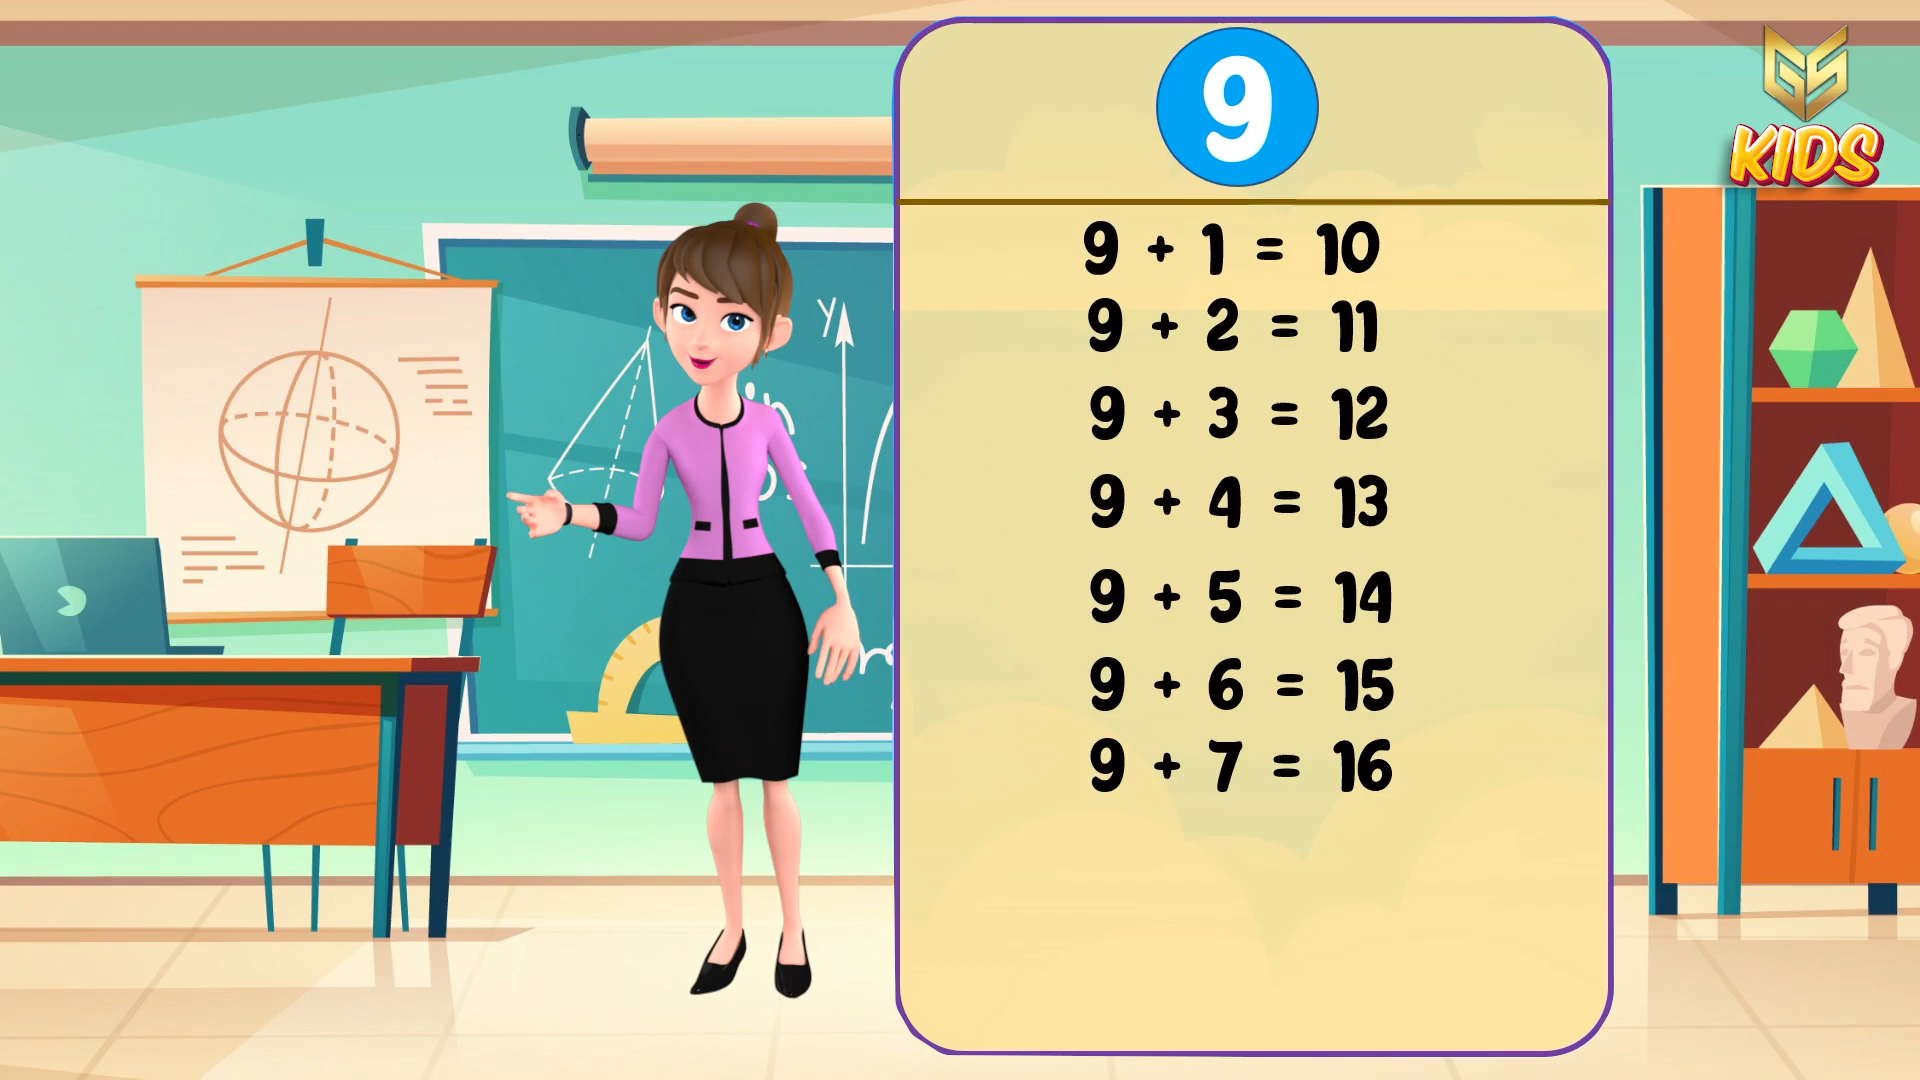 9
9 + 1 = 10
9 + 2 = 11
9 + 3 = 12
9 + 4 = 13
9 + 5 = 14
9 + 6 = 15
9 + 7 = 16
GS
KIDS
y